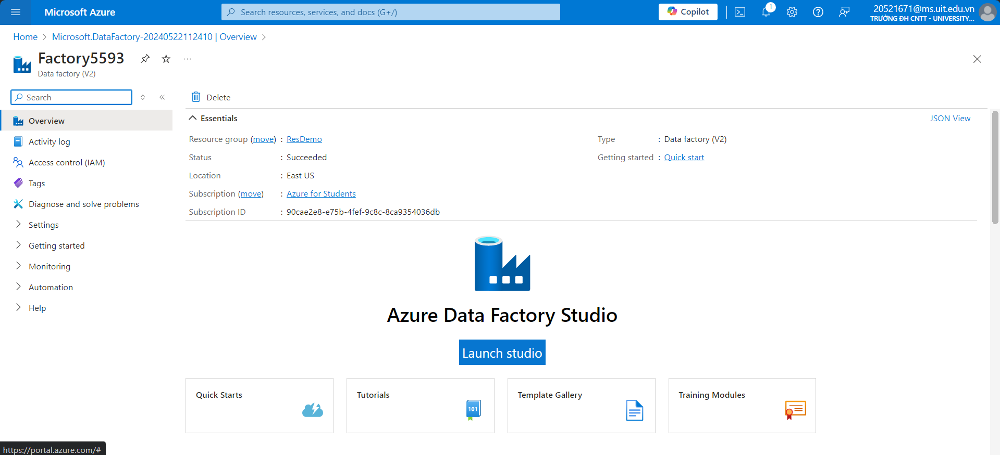 Microsoft Azure
Search resources, services, and docs (G+/)
Copilot
1
20521671@ms.uit.edu.vn
TRƯỜNG ĐH CNTT - UNIVERSITY...
Home > Microsoft.DataFactory-20240522112410 | Overview >
Factory5593
Data factory (V2)
Search
Delete
Overview
Activity log
Access control (IAM)
Tags
Diagnose and solve problems
Settings
Getting started
Monitoring
Automation
Help
Essentials
JSON View
Resource group (move) : ResDemo
Status : Succeeded
Location : East US
Subscription (move) : Azure for Students
Subscription ID : 90cae2e8-e75b-4fef-9c8c-8ca9354036db
Type : Data factory (V2)
Getting started : Quick start
Azure Data Factory Studio
Launch studio
Quick Starts
Tutorials
101
Template Gallery
Training Modules
https://portal.azure.com/#